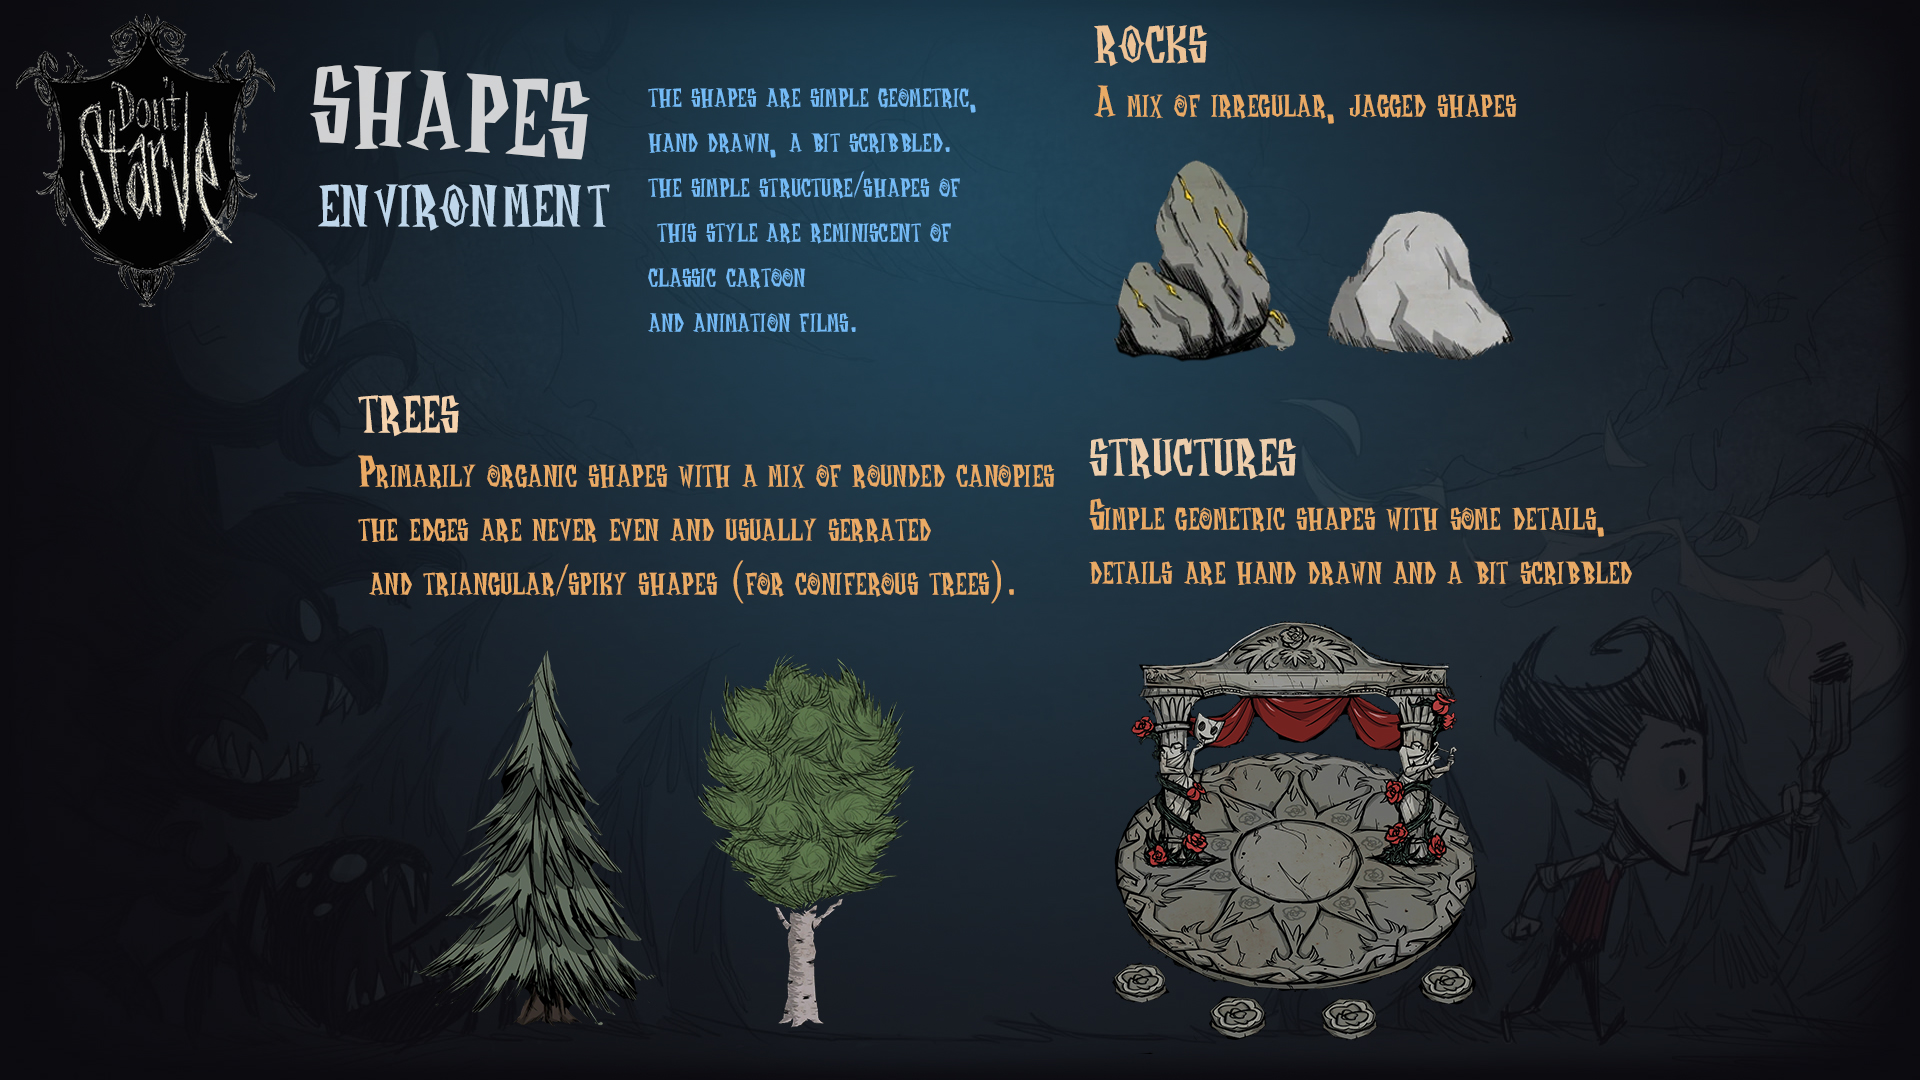 Don't
Starve
SHAPES
ENVIRONMENT
THE SHAPES ARE SIMPLE GEOMETRIC,
HAND DRAWN, A BIT SCRIBBLED.
THE SIMPLE STRUCTURE/SHAPES OF
THIS STYLE ARE REMINISCENT OF
CLASSIC CARTOON
AND ANIMATION FILMS.
ROCKS
A MIX OF IRREGULAR, JAGGED SHAPES
TREES
PRIMARILY ORGANIC SHAPES WITH A MIX OF ROUNDED CANOPIES
THE EDGES ARE NEVER EVEN AND USUALLY SERRATED
AND TRIANGULAR/SPIKY SHAPES (FOR CONIFEROUS TREES).
STRUCTURES
SIMPLE GEOMETRIC SHAPES WITH SOME DETAILS,
DETAILS ARE HAND DRAWN AND A BIT SCRIBBLED